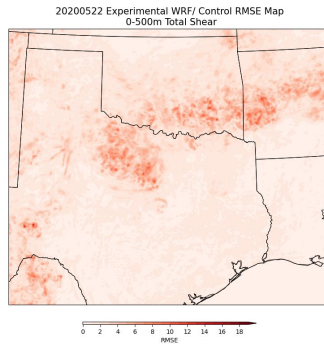 20200522 Experimental WRF/ Control RMSE Map
0-500m Total Shear
0 2 4 6 8 10 12 14 16 18
RMSE